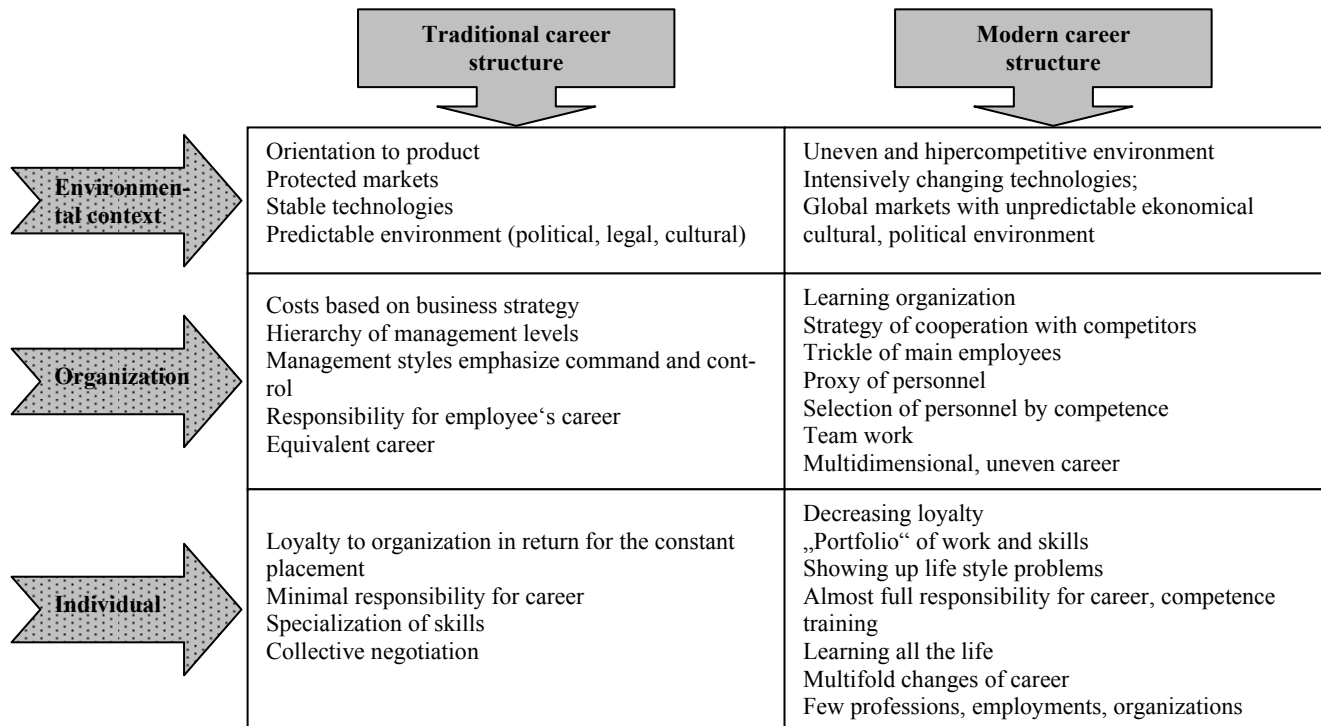 Traditional career
structure
Modern career
structure
Environmen-
tal context
Orientation to product
Protected markets
Stable technologies
Predictable environment (political, legal, cultural)
Uneven and hipercompetitive environment
Intensively changing technologies;
Global markets with unpredictable ekonomical
cultural, political environment
Organization
Costs based on business strategy
Hierarchy of management levels
Management styles emphasize command and cont-
rol
Responsibility for employee‘s career
Equivalent career
Learning organization
Strategy of cooperation with competitors
Trickle of main employees
Proxy of personnel
Selection of personnel by competence
Team work
Multidimensional, uneven career
Individual
Loyalty to organization in return for the constant
placement
Minimal responsibility for career
Specialization of skills
Collective negotiation
Decreasing loyalty
„Portfolio“ of work and skills
Showing up life style problems
Almost full responsibility for career, competence
training
Learning all the life
Multifold changes of career
Few professions, employments, organizations